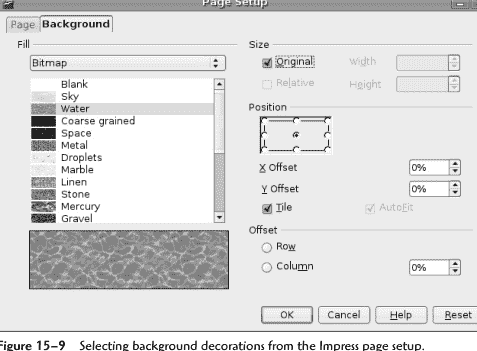 Page Setup
Page Background
Fill
Bitmap
Blank
Sky
Water
Coarse grained
Space
Metal
Droplets
Marble
Linen
Stone
Mercury
Gravel
Size
Original Width
Relative Height
Position
X Offset 0%
Y Offset 0%
Tile AutoFit
Offset
Row
Column 0%
OK Cancel Help Reset
Figure 15–9 Selecting background decorations from the Impress page setup.